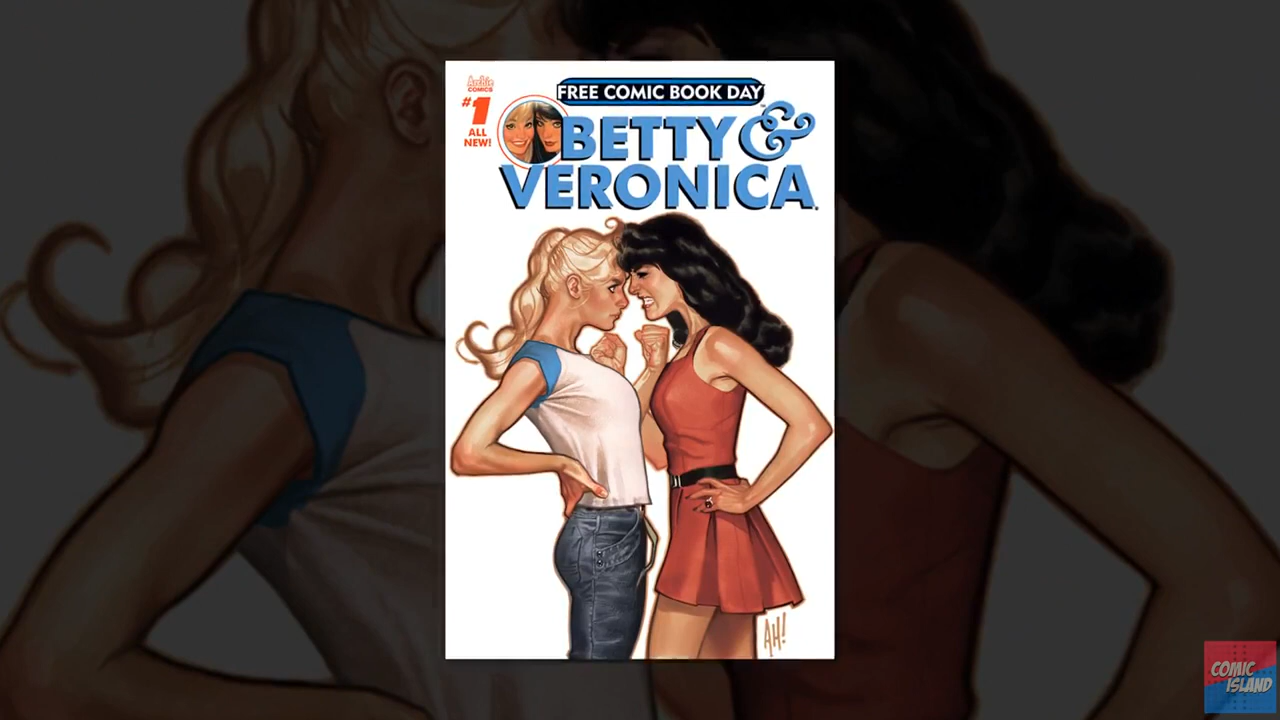 Archie
COMICS
#1
ALL
NEW!
FREE COMIC BOOK DAY
BETTY &
VERONICA
AH!
COMIC
ISLAND